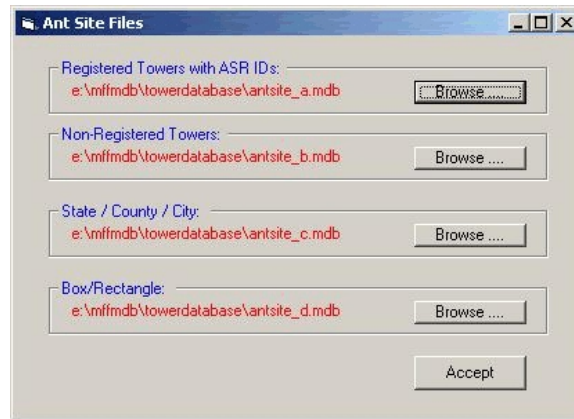 Ant Site Files
Registered Towers with ASR IDs:
e:\mffmdb\towerdatabase\antsite_a.mdb
Browse.....
Non-Registered Towers:
e:\mffmdb\towerdatabase\antsite_b.mdb
Browse ....
State / County / City:
e:\mffmdb\towerdatabase\antsite_c.mdb
Browse ....
Box/Rectangle:
e:\mffmdb\towerdatabase\antsite_d.mdb
Browse ....
Accept